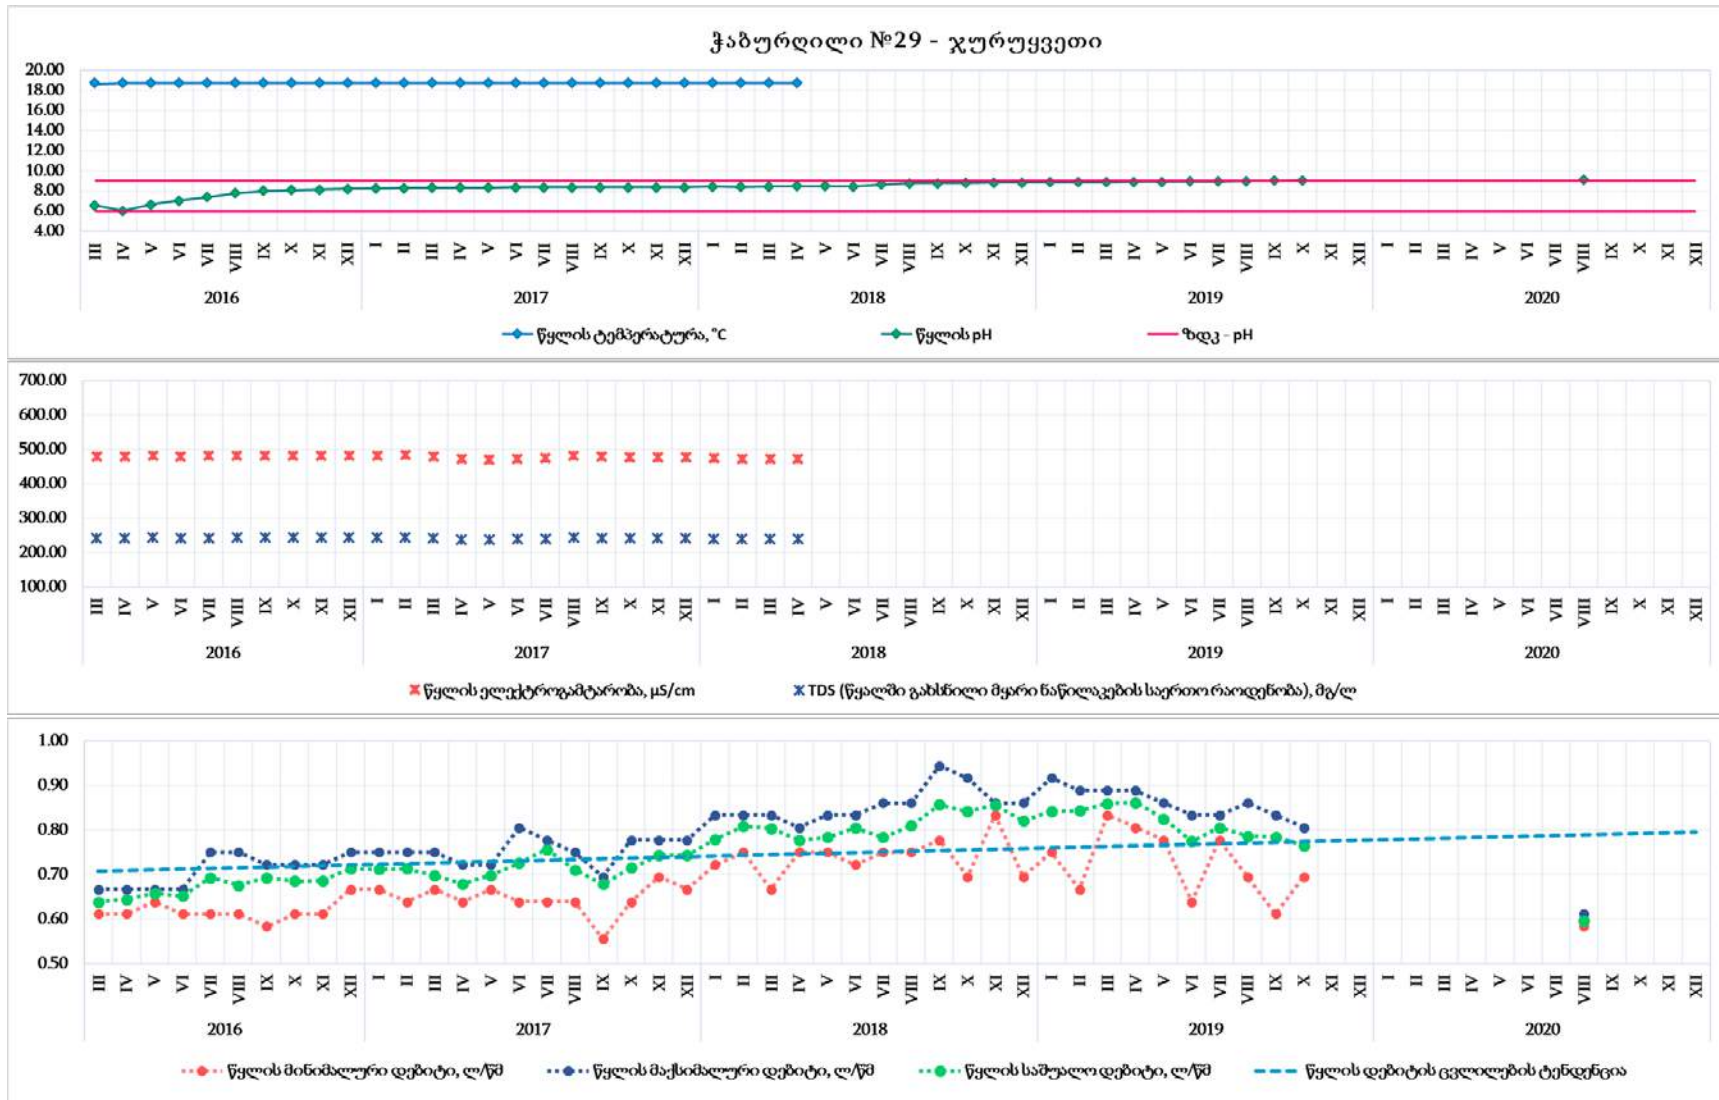 ჭაბურღილი №29 - ჯურუყვეთი
20.00
18.00
16.00
14.00
12.00
10.00
8.00
6.00
4.00
III IV V VI VII VIII IX X XI XII I II III IV V VI VII VIII IX X XI XII I II III IV V VI VII VIII IX X XI XII I II III IV V VI VII VIII IX X XI XII I II III IV V VI VII VIII IX X XI XII
2016 2017 2018 2019 2020
წყლის ტემპერატურა, °C წყლის pH ზდკ - pH
700.00
600.00
500.00
400.00
300.00
200.00
100.00
III IV V VI VII VIII IX X XI XII I II III IV V VI VII VIII IX X XI XII I II III IV V VI VII VIII IX X XI XII I II III IV V VI VII VIII IX X XI XII I II III IV V VI VII VIII IX X XI XII
2016 2017 2018 2019 2020
წყლის ელექტროგამტარობა, µS/cm TDS (წყალში გახსნილი მყარი ნაწილაკების საერთო რაოდენობა), მგ/ლ
1.00
0.90
0.80
0.70
0.60
0.50
III IV V VI VII VIII IX X XI XII I II III IV V VI VII VIII IX X XI XII I II III IV V VI VII VIII IX X XI XII I II III IV V VI VII VIII IX X XI XII I II III IV V VI VII VIII IX X XI XII
2016 2017 2018 2019 2020
წყლის მინიმალური დებიტი, ლ/წმ წყლის მაქსიმალური დებიტი, ლ/წმ წყლის საშუალო დებიტი, ლ/წმ წყლის დებიტის ცვლილების ტენდენცია